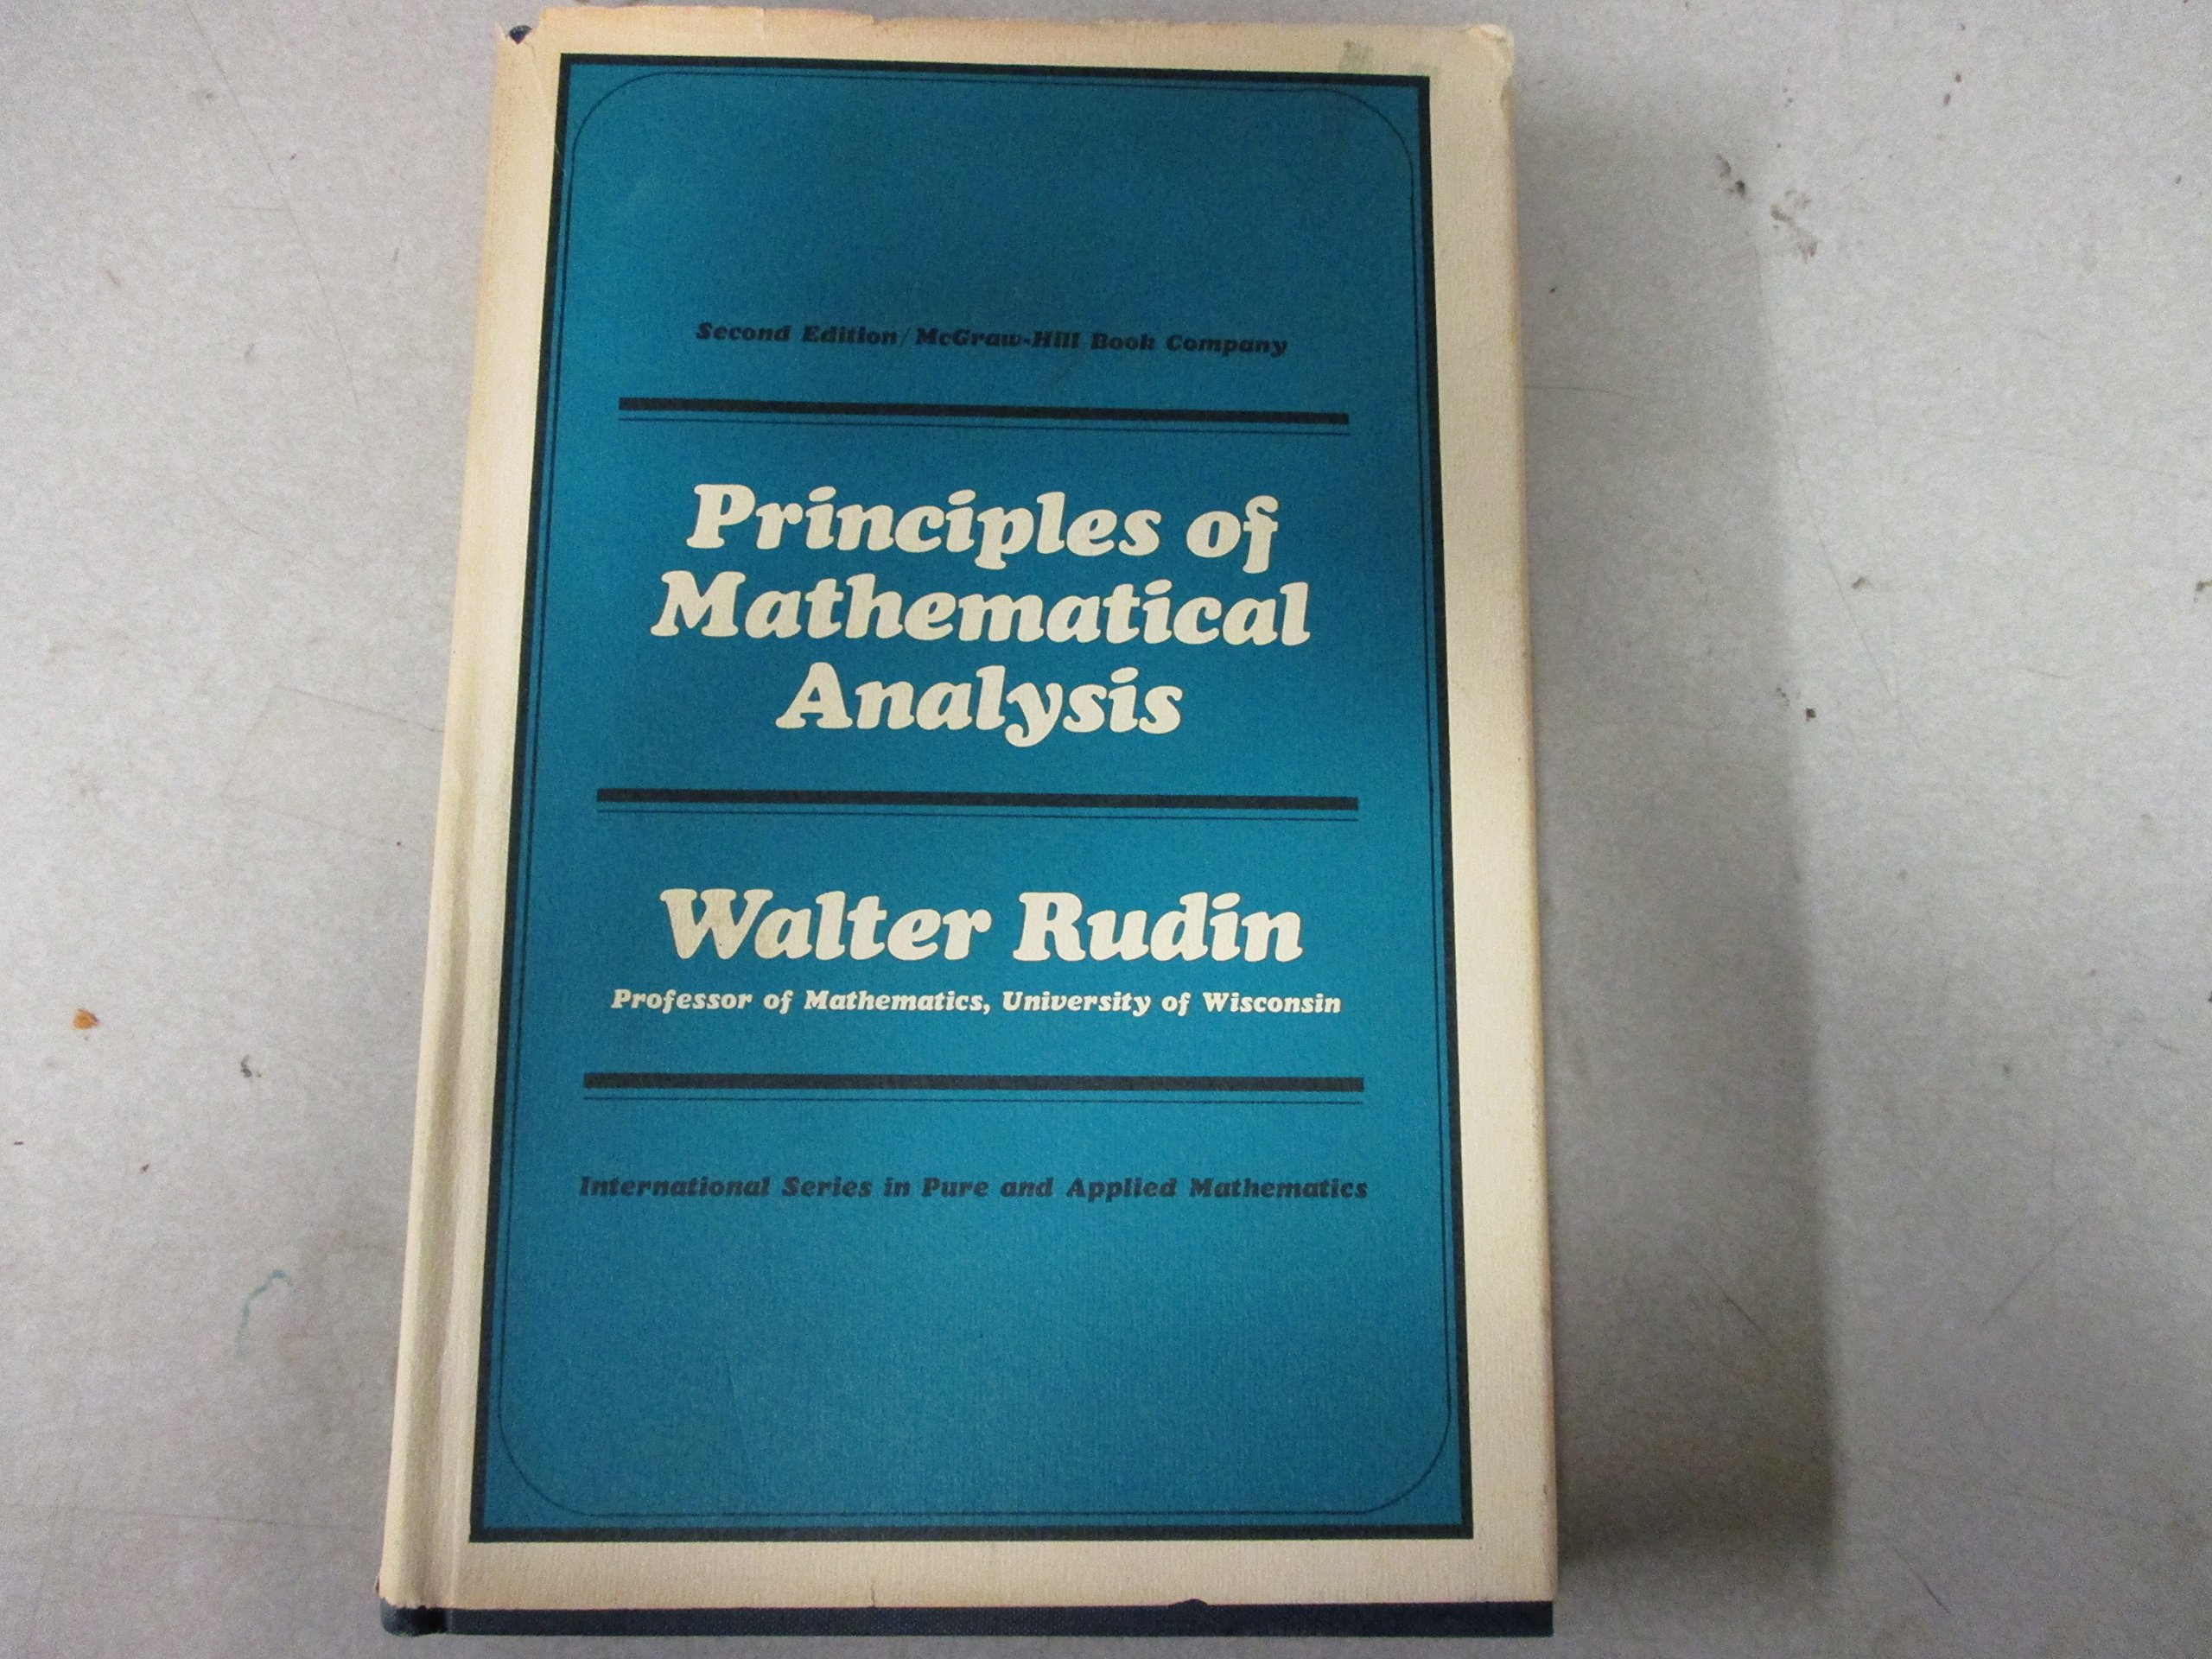 Second Edition/McGraw-Hill Book Company
Principles of
Mathematical
Analysis
Walter Rudin
Professor of Mathematics, University of Wisconsin
International Series in Pure and Applied Mathematics